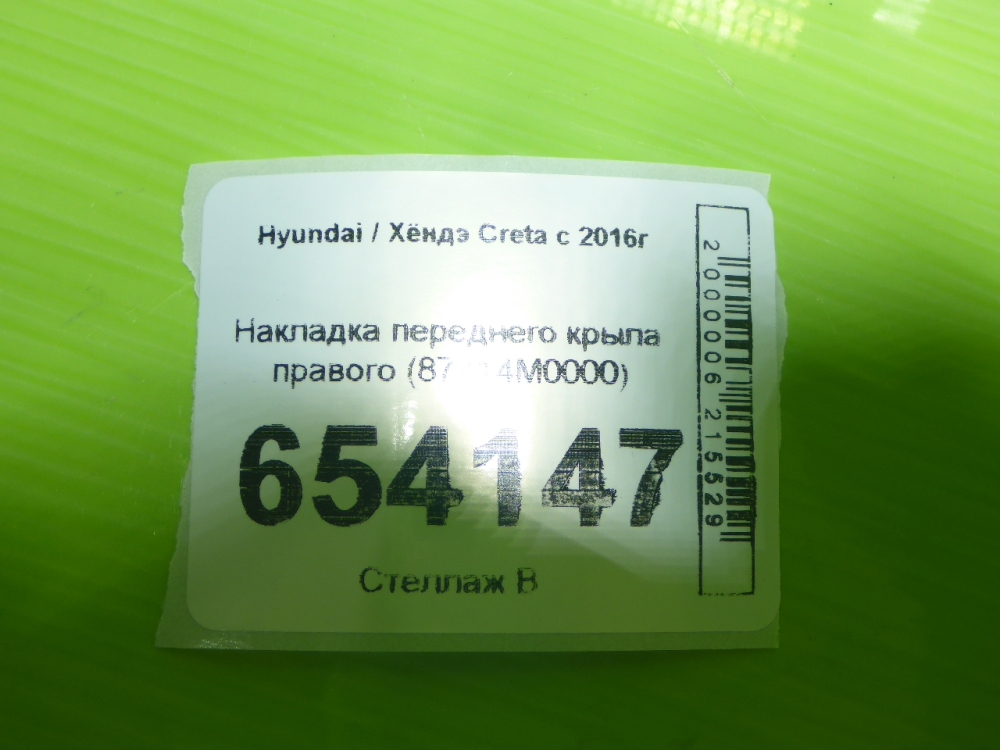 Hyundai / Хёндэ Creta с 2016г
Накладка переднего крыла
правого
654147
Стеллаж В
2000006215529